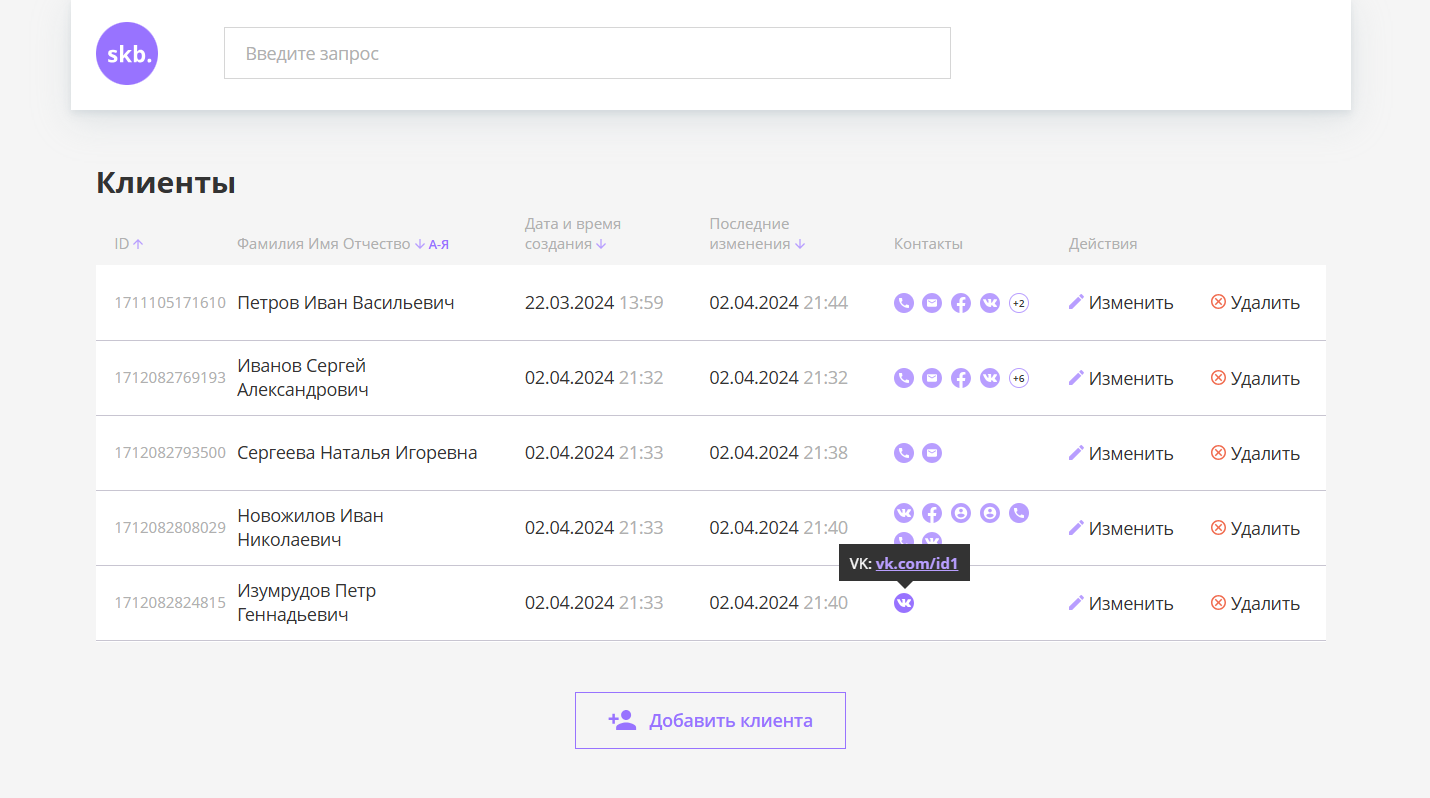 skb.
Введите запрос
Клиенты
ID Фамилия Имя Отчество А-Я Дата и время создания Последние изменения Контакты Действия
1711105171610 Петров Иван Васильевич 22.03.2024 13:59 02.04.2024 21:44 +2 Изменить Удалить
1712082769193 Иванов Сергей Александрович 02.04.2024 21:32 02.04.2024 21:32 +6 Изменить Удалить
1712082793500 Сергеева Наталья Игоревна 02.04.2024 21:33 02.04.2024 21:38 Изменить Удалить
1712082808029 Новожилов Иван Николаевич 02.04.2024 21:33 02.04.2024 21:40 Изменить Удалить
VK: vk.com/id1
1712082824815 Изумрудов Петр Геннадьевич 02.04.2024 21:33 02.04.2024 21:40 Изменить Удалить
Добавить клиента